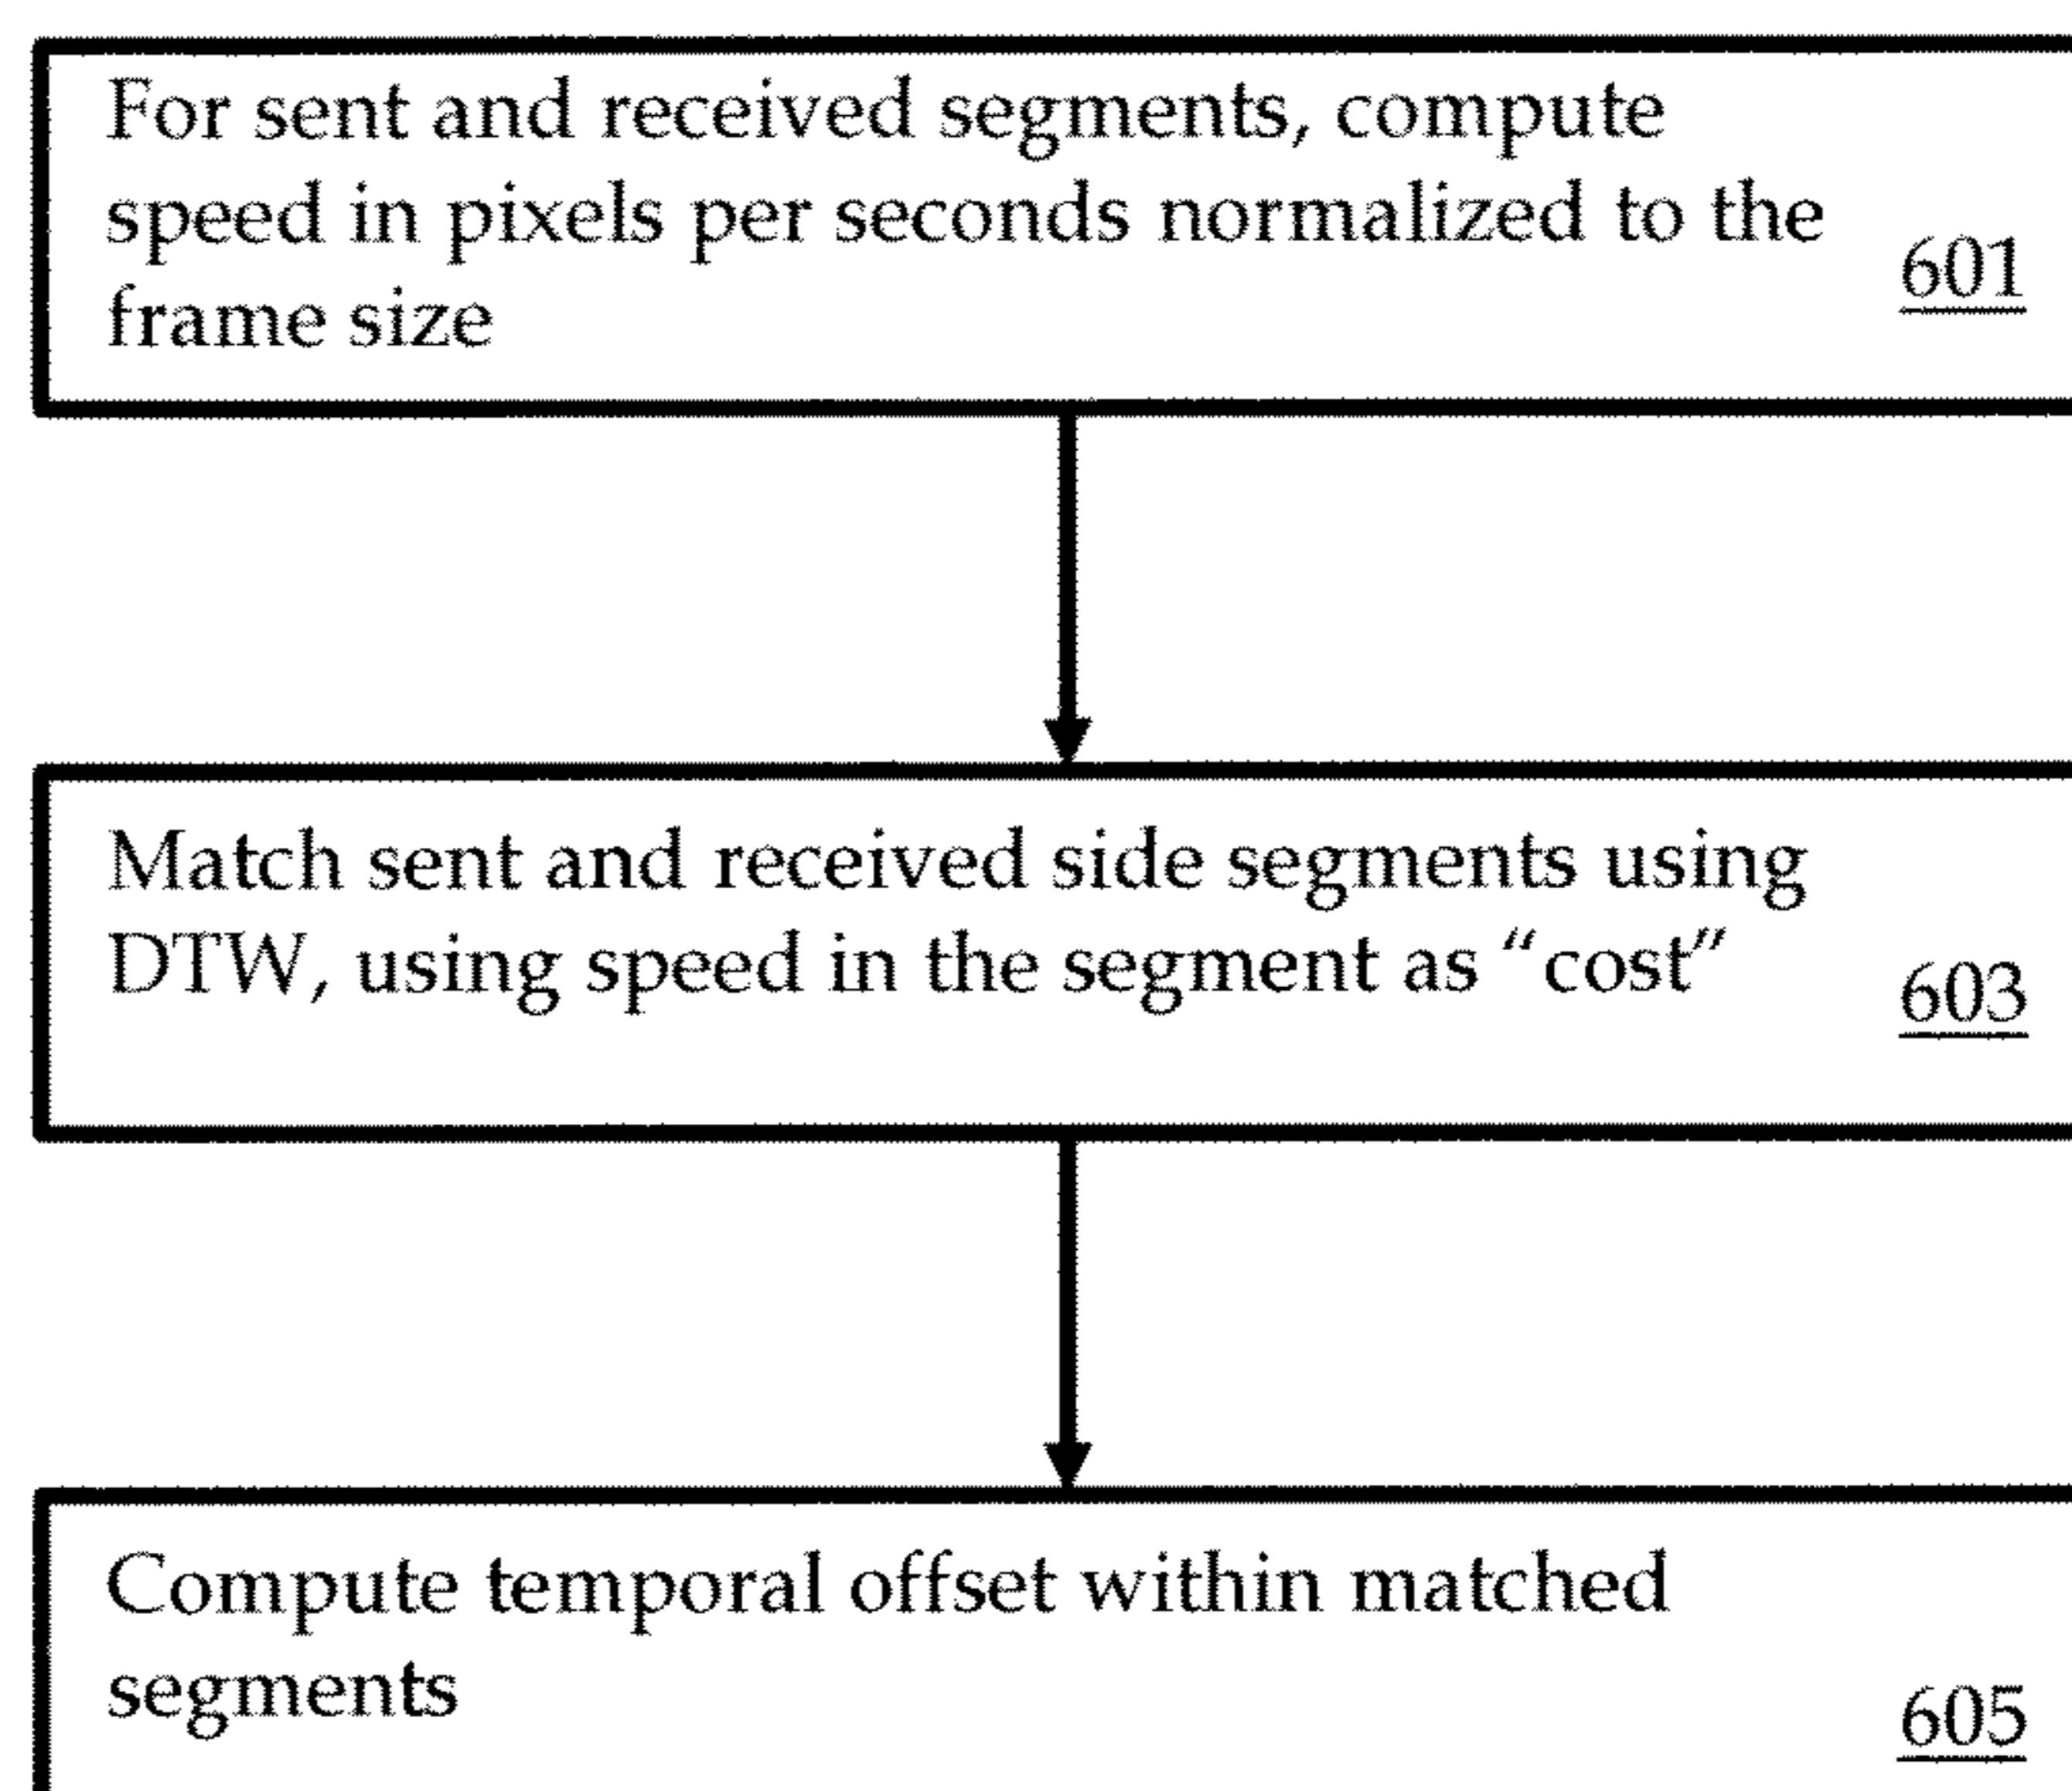 For sent and received segments, compute
speed in pixels per seconds normalized to the
frame size
601
Match sent and received side segments using
DTW, using speed in the segment as “cost”
603
Compute temporal offset within matched
segments
605